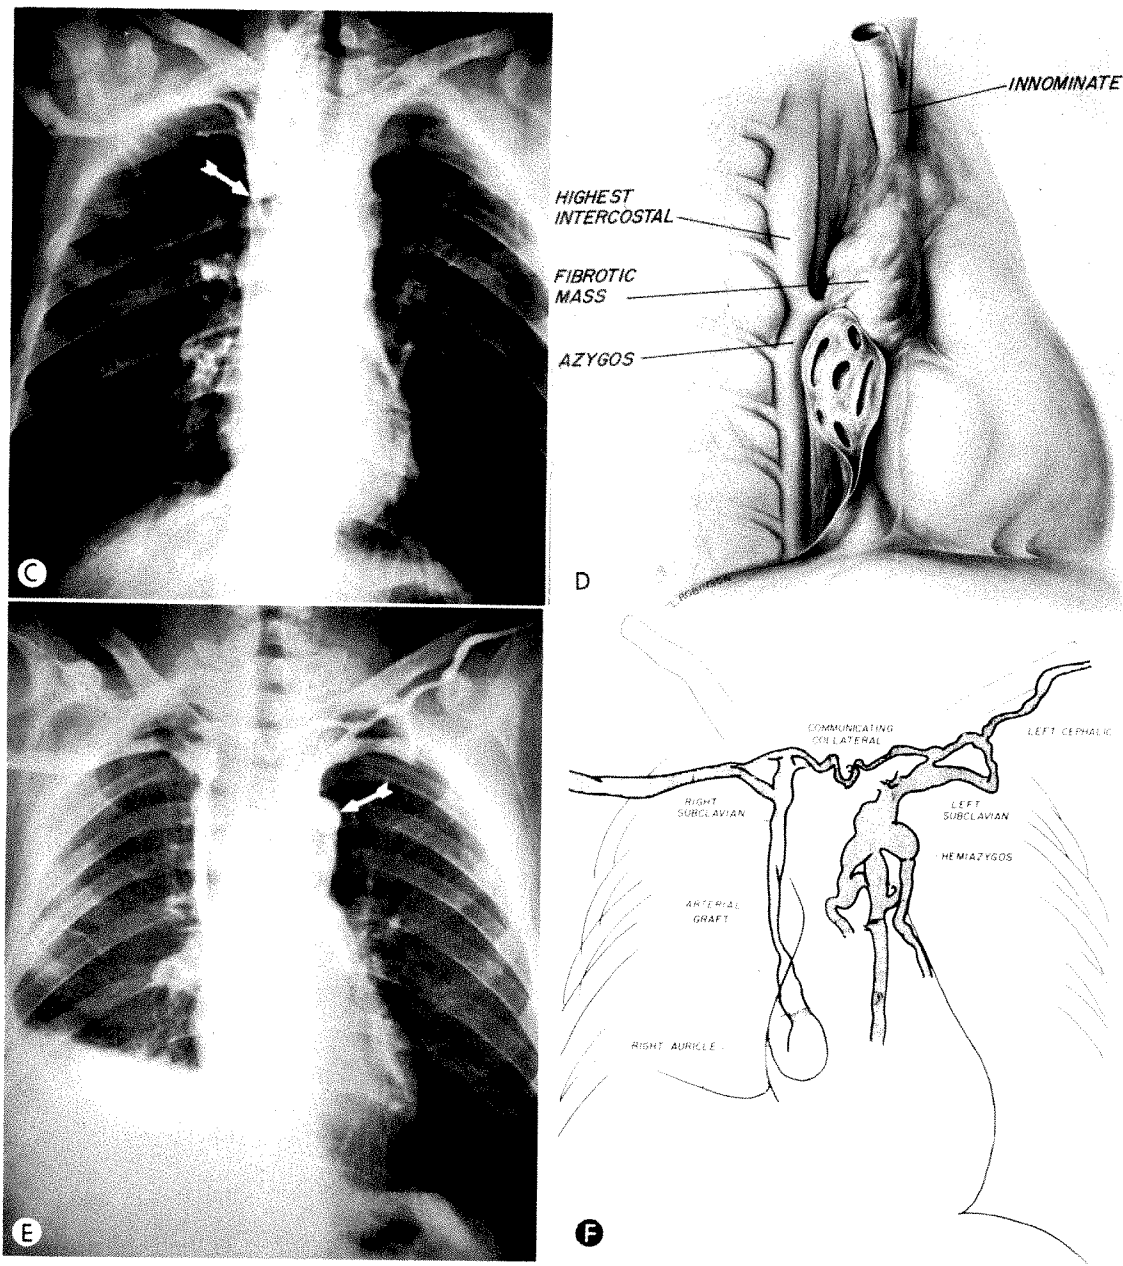 C
INNOMINATE
HIGHEST
INTERCOSTAL
FIBROTIC
MASS
AZYGOS
D
E
COMMUNICATING
COLLATERAL
LEFT CEPHALIC
RIGHT
SUBCLAVIAN
LEFT
SUBCLAVIAN
HEMIAZYGOS
ARTERIAL
GRAFT
RIGHT AURICLE
F